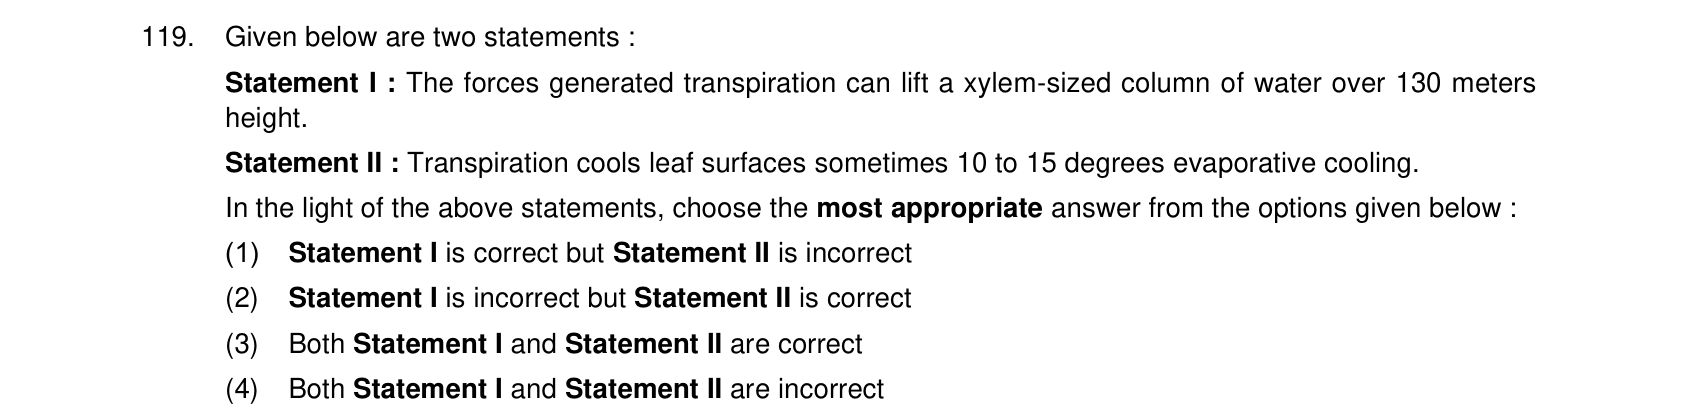 119. Given below are two statements :
Statement I : The forces generated transpiration can lift a xylem-sized column of water over 130 meters
height.
Statement II : Transpiration cools leaf surfaces sometimes 10 to 15 degrees evaporative cooling.
In the light of the above statements, choose the most appropriate answer from the options given below :
(1) Statement I is correct but Statement II is incorrect
(2) Statement I is incorrect but Statement II is correct
(3) Both Statement I and Statement II are correct
(4) Both Statement I and Statement II are incorrect